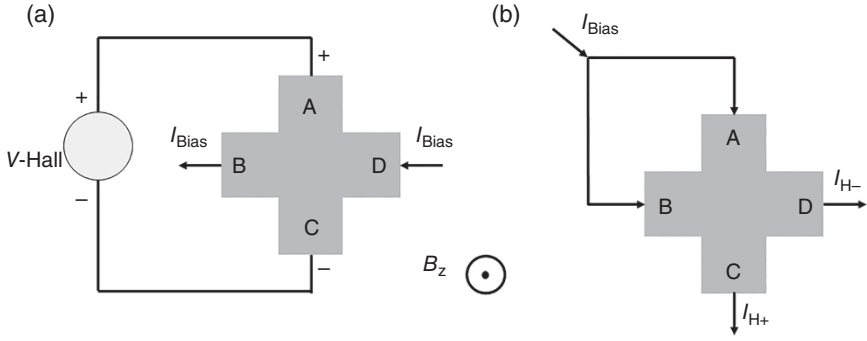 (a)
+
+
A
I_Bias
I_Bias
V-Hall
B
D
−
C
−
B_z
(b)
I_Bias
A
I_H−
B
D
C
I_H+